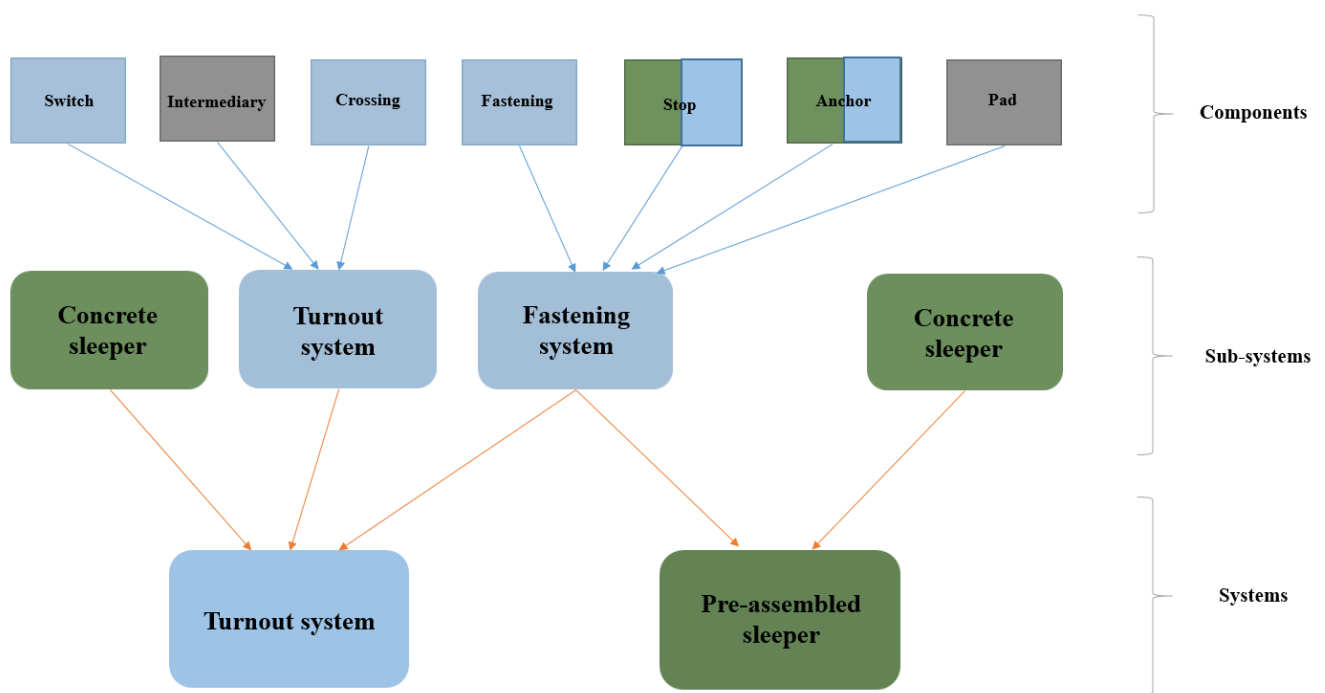 Switch
Intermediary
Crossing
Fastening
Stop
Anchor
Pad
Components
Concrete
sleeper
Turnout
system
Fastening
system
Concrete
sleeper
Sub-systems
Turnout system
Pre-assembled
sleeper
Systems